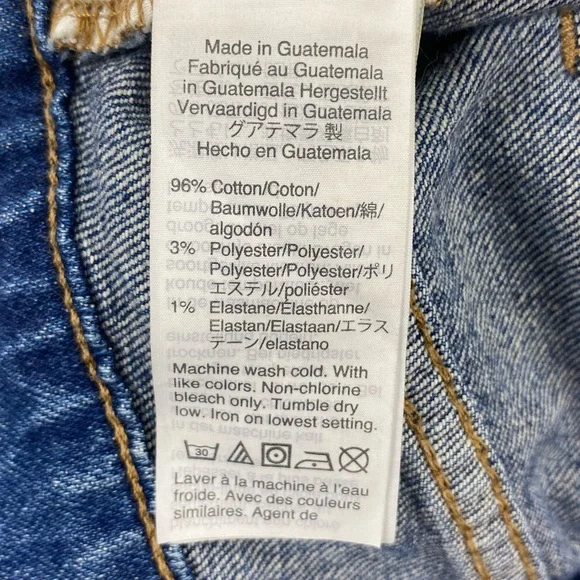 Made in Guatemala
Fabriqué au Guatemala
in Guatemala Hergestellt
Vervaardigd in Guatemala
グアテマラ製
Hecho en Guatemala
96% Cotton/Coton/
Baumwolle/Katoen/綿/
algodón
3% Polyester/Polyester/
Polyester/Polyester/ポリ
エステル/poliéster
1% Elastane/Élasthanne/
Elastan/Elastaan/エラス
テーン/elastano
Machine wash cold. With
like colors. Non-chlorine
bleach only. Tumble dry
low. Iron on lowest setting.
30
Laver à la machine à l'eau
froide. Avec des couleurs
similaires. Agent de